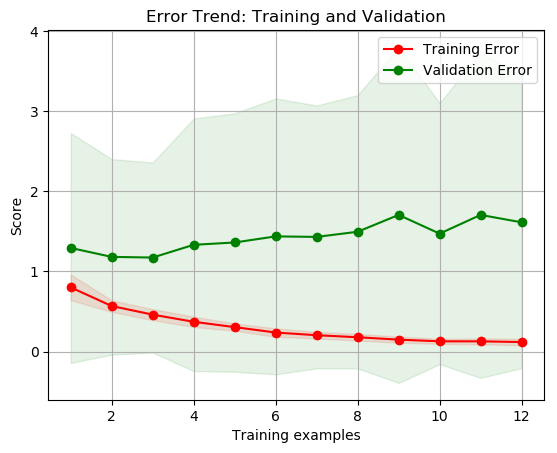 Error Trend: Training and Validation
4
3
2
1
0
Score
Training Error
Validation Error
2
4
6
8
10
12
Training examples